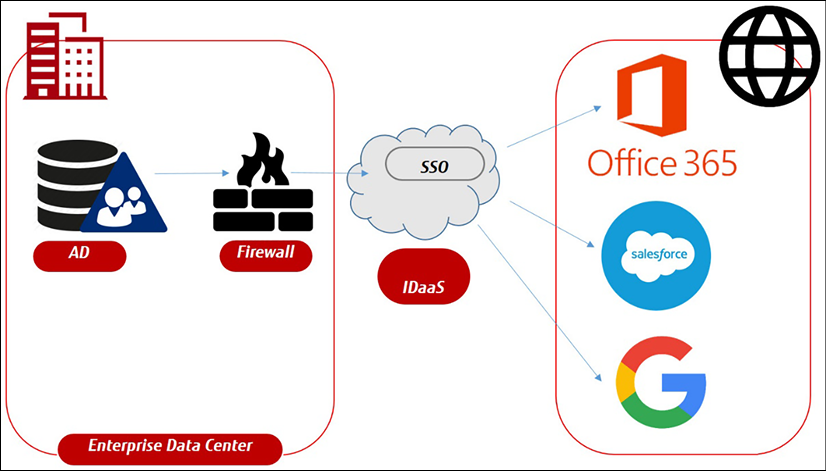 SSO
Office 365
AD
Firewall
IDaaS
salesforce
Enterprise Data Center